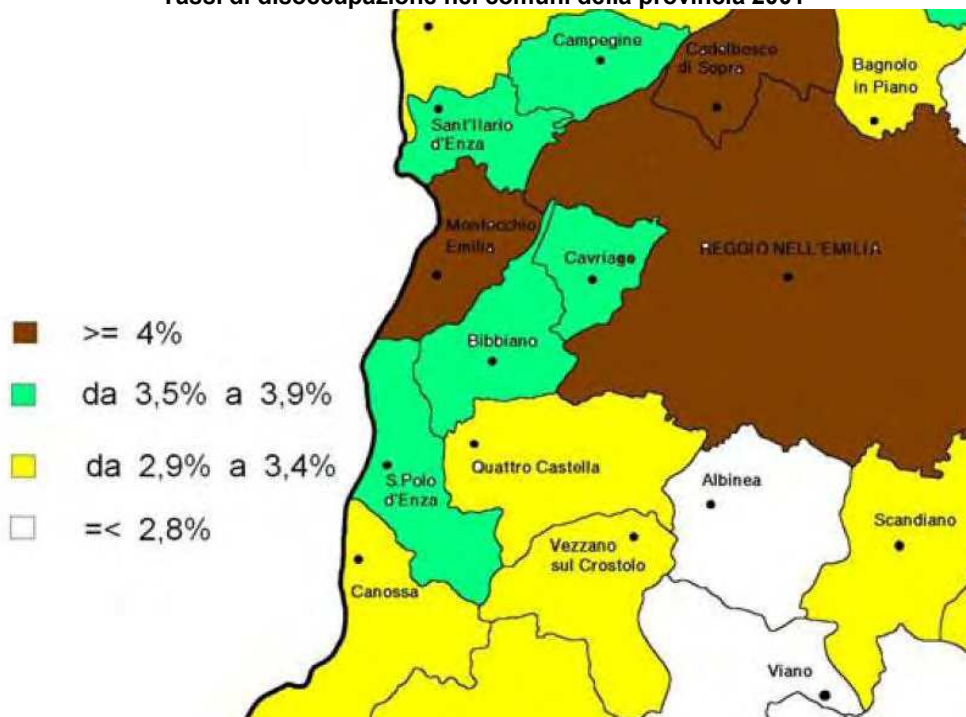 Tassi di disoccupazione nei comuni della provincia 2001
Campegine
Cadelbosco
di Sopra
Bagnolo
in Piano
Sant'Ilario
d'Enza
Montecchio
Emilia
Cavriago
REGGIO NELL'EMILIA
Bibbiano
>= 4%
da 3,5% a 3,9%
da 2,9% a 3,4%
=< 2,8%
S.Polo
d'Enza
Quattro Castella
Albinea
Scandiano
Vezzano
sul Crostolo
Canossa
Viano